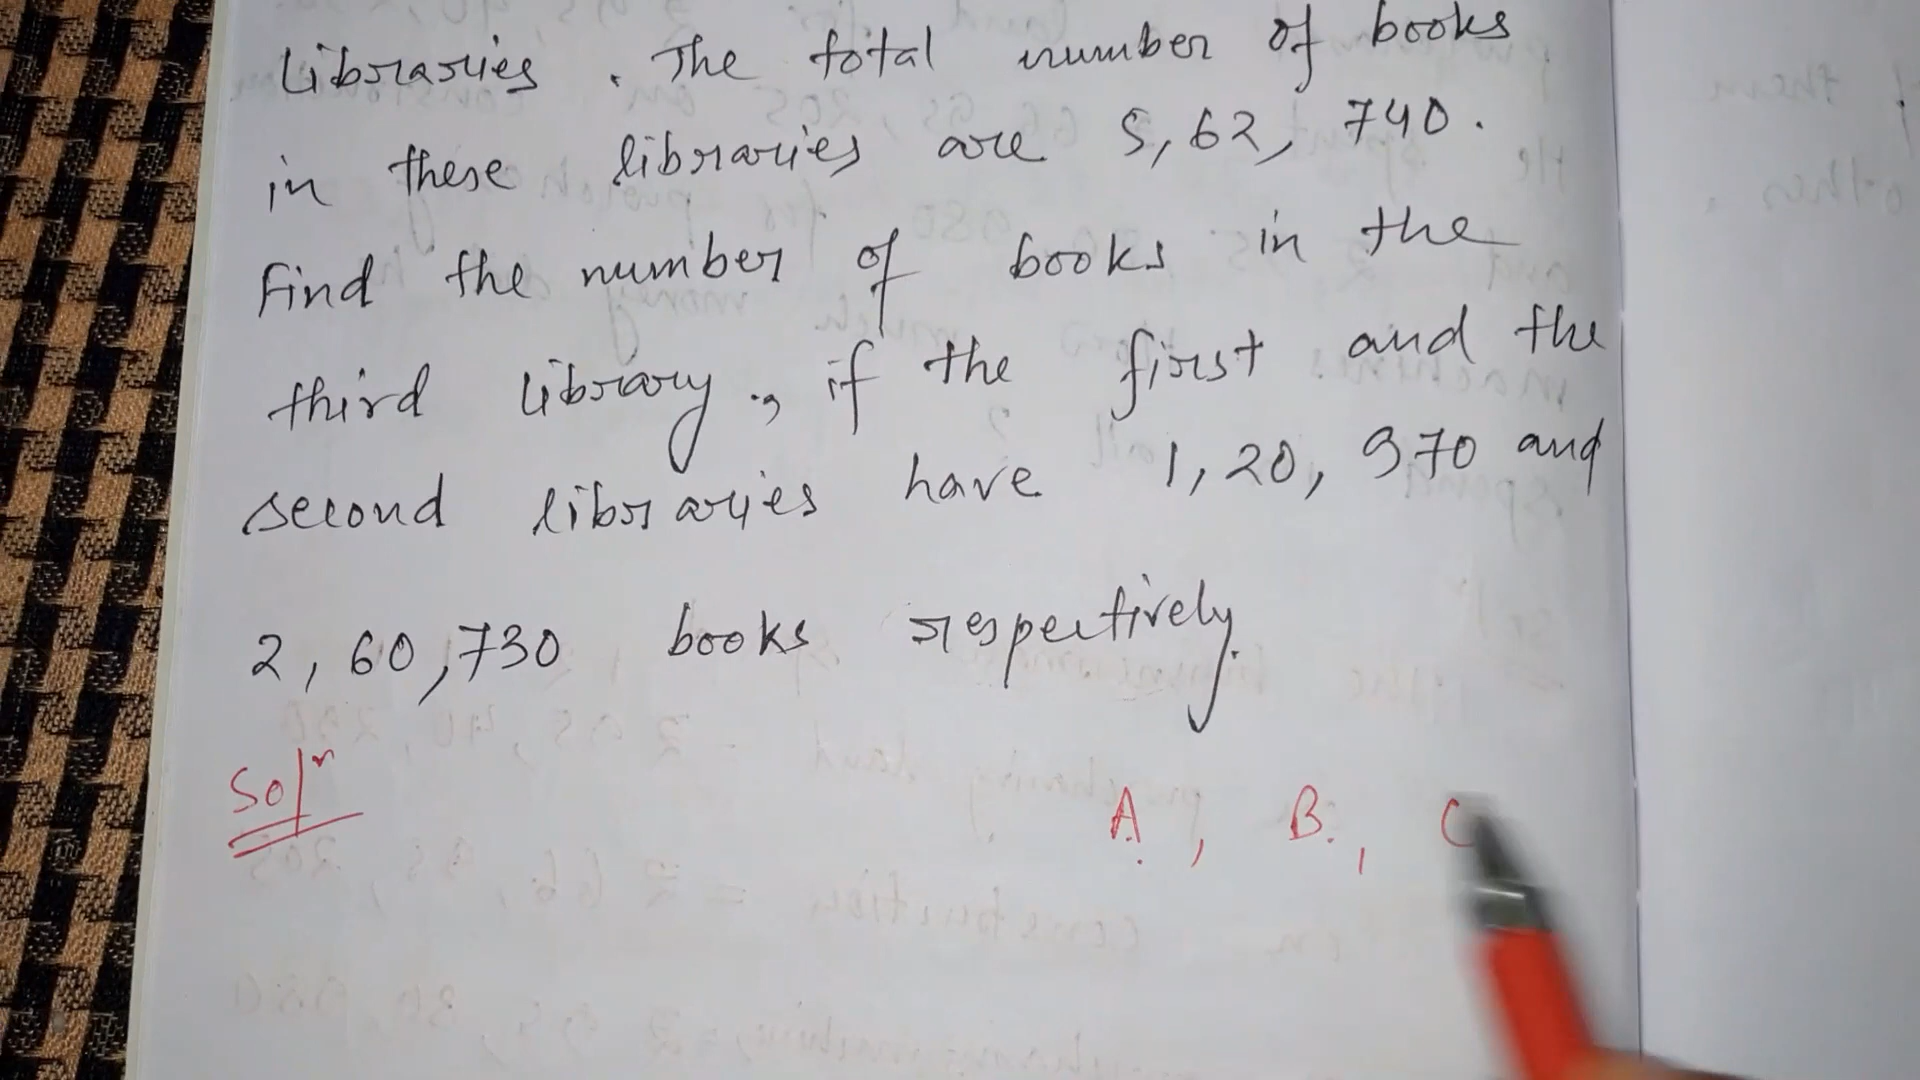 libraries. The total number of books
in these libraries are 5,62,740.
Find the number of books in the
third library, if the first and the
second libraries have 1,20,970 and
2,60,730 books respectively.
Solⁿ
A, B, C